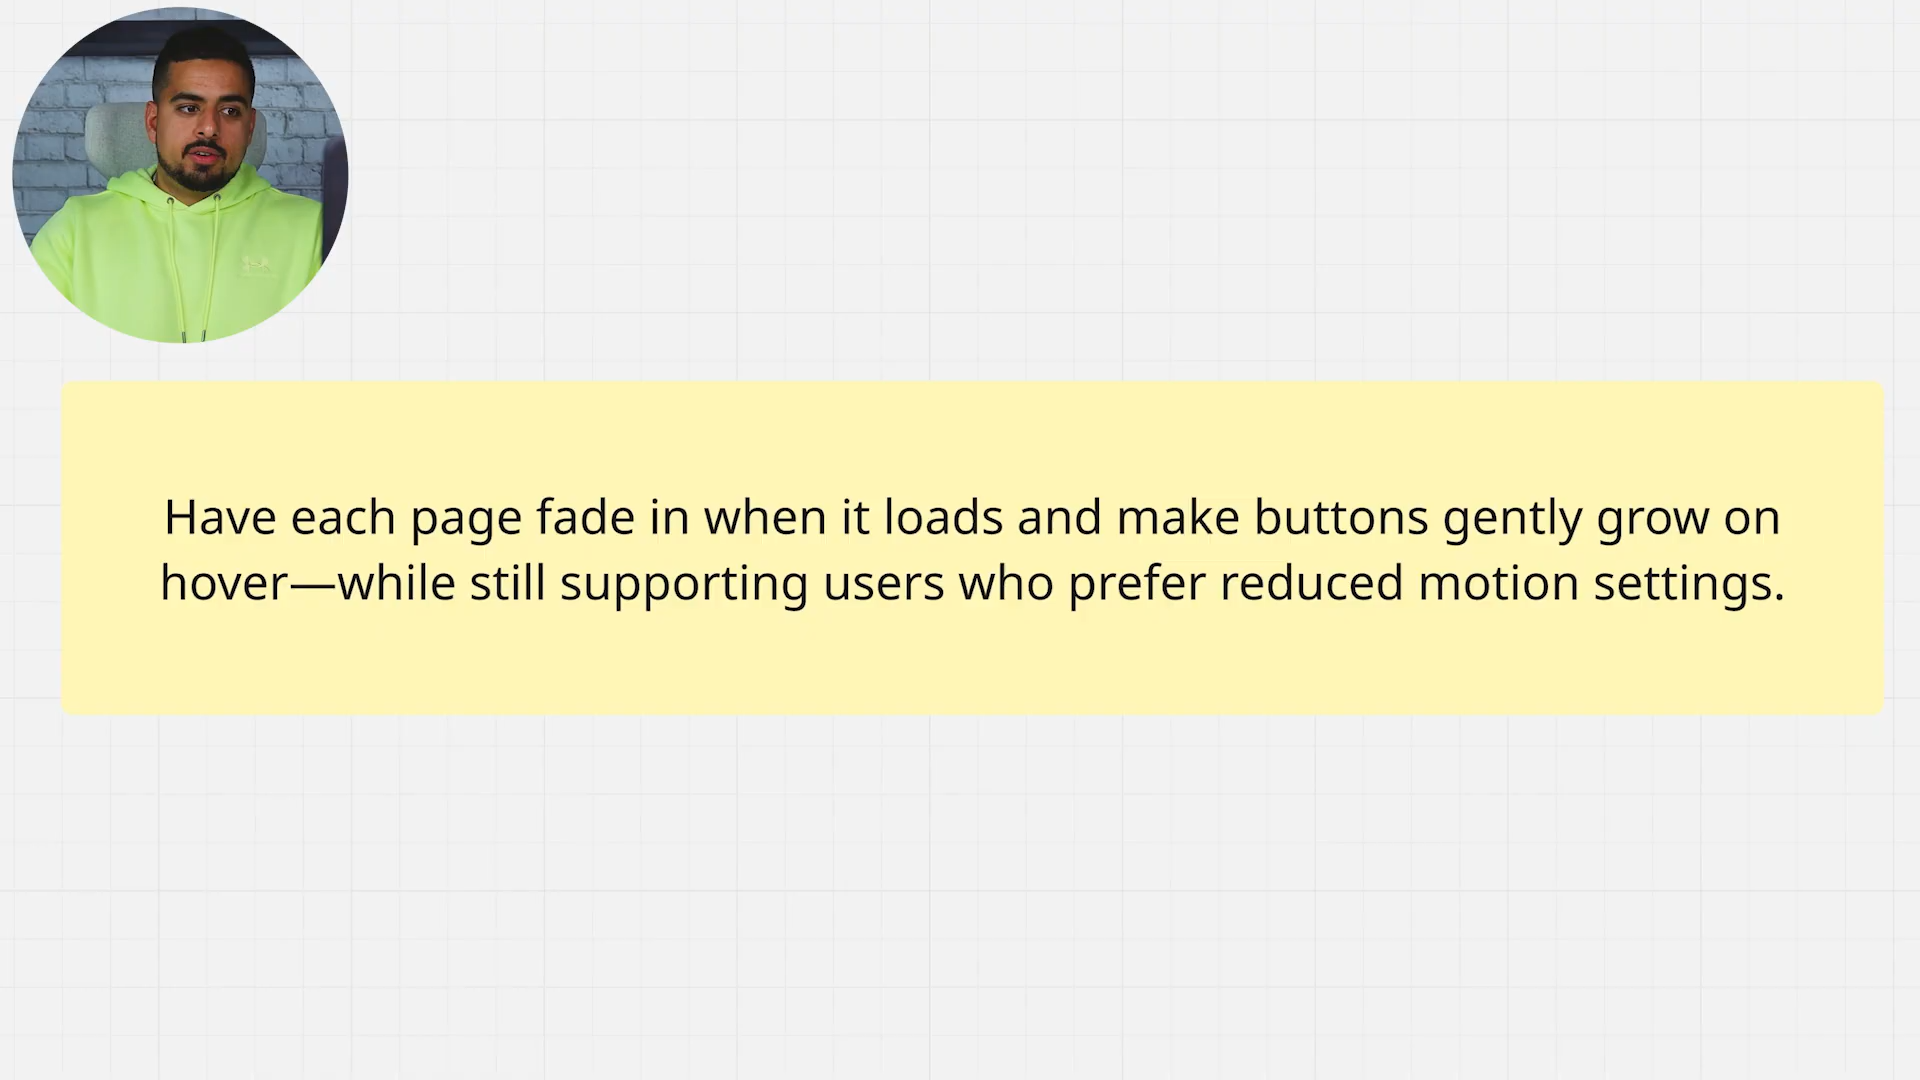 Have each page fade in when it loads and make buttons gently grow on
hover—while still supporting users who prefer reduced motion settings.